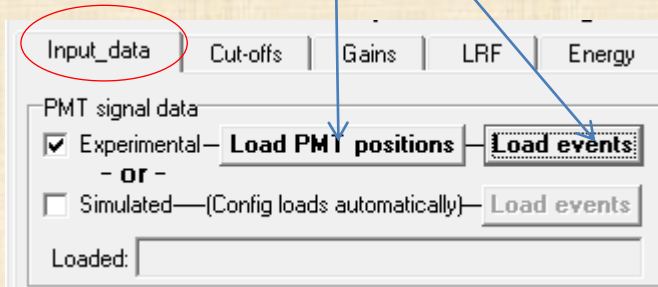 Input_data Cut-offs Gains LRF Energy
PMT signal data
Experimental Load PMT positions Load events
- or -
Simulated (Config loads automatically) Load events
Loaded: